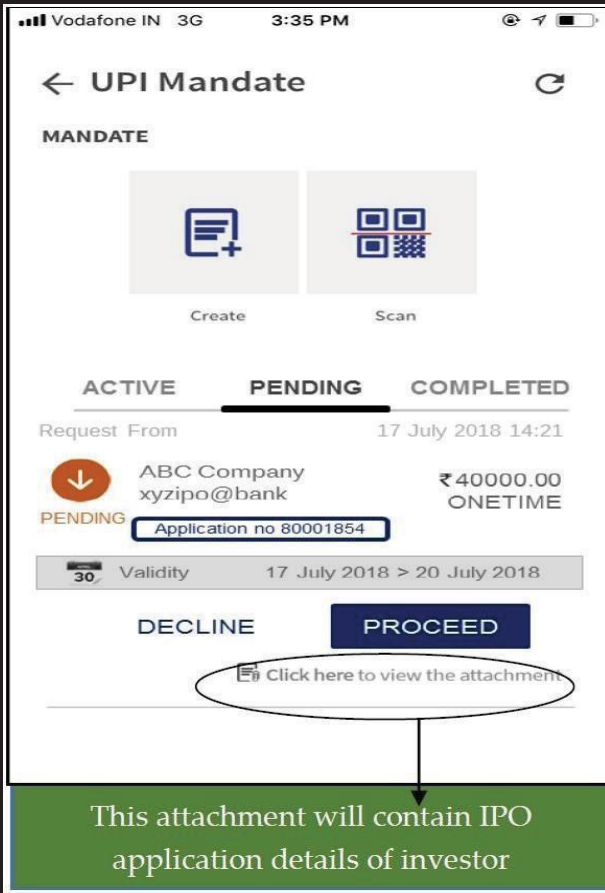 Vodafone IN 3G 3:35 PM
UPI Mandate
MANDATE
Create Scan
ACTIVE PENDING COMPLETED
Request From 17 July 2018 14:21
ABC Company ₹40000.00
xyzipo@bank ONETIME
PENDING
Application no 80001854
30 Validity 17 July 2018 > 20 July 2018
DECLINE PROCEED
Click here to view the attachment
This attachment will contain IPO
application details of investor